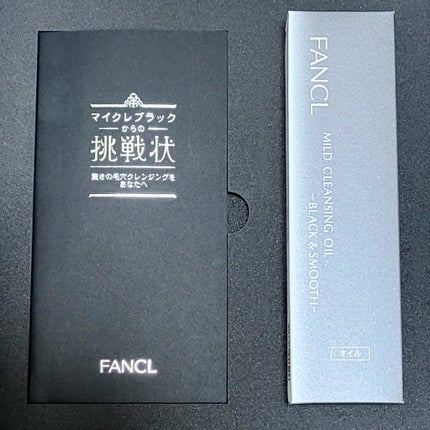 マイクレブラック
からの
挑戦状
驚きの毛穴クレンジングを
あなたへ
FANCL
FANCL
MILD CLEANSING OIL
-BLACK & SMOOTH-
オイル